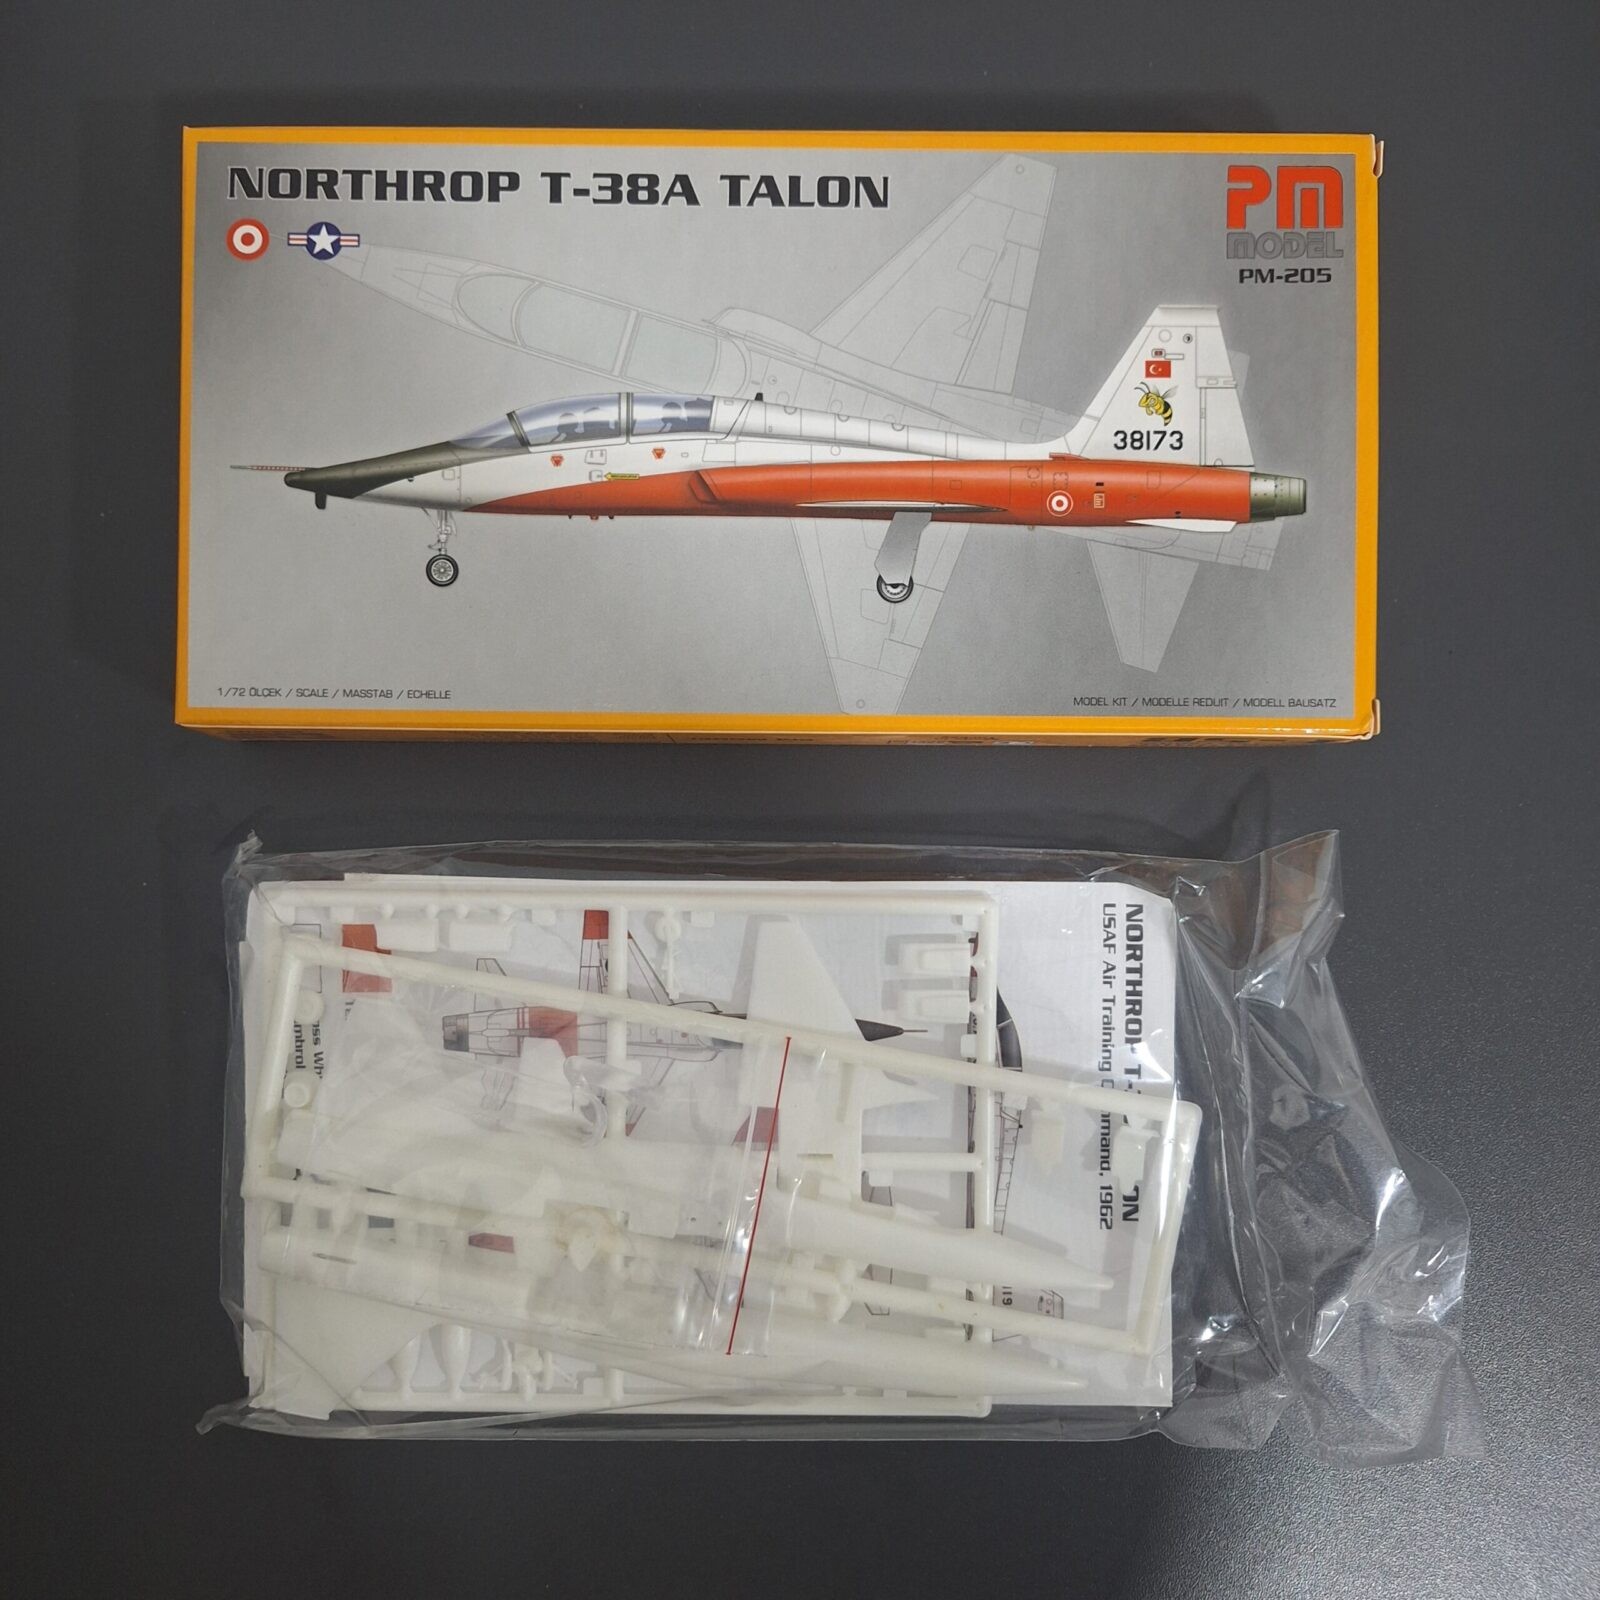 NORTHROP T-38A TALON
PM
MODEL
PM-205
38173
1/72 ÖLÇEK / SCALE / MASSTAB / ECHELLE
MODEL KIT / MODELLE REDUIT / MODELL BAUSATZ
NORTHROP T-
USAF Air Training
mand, 1962